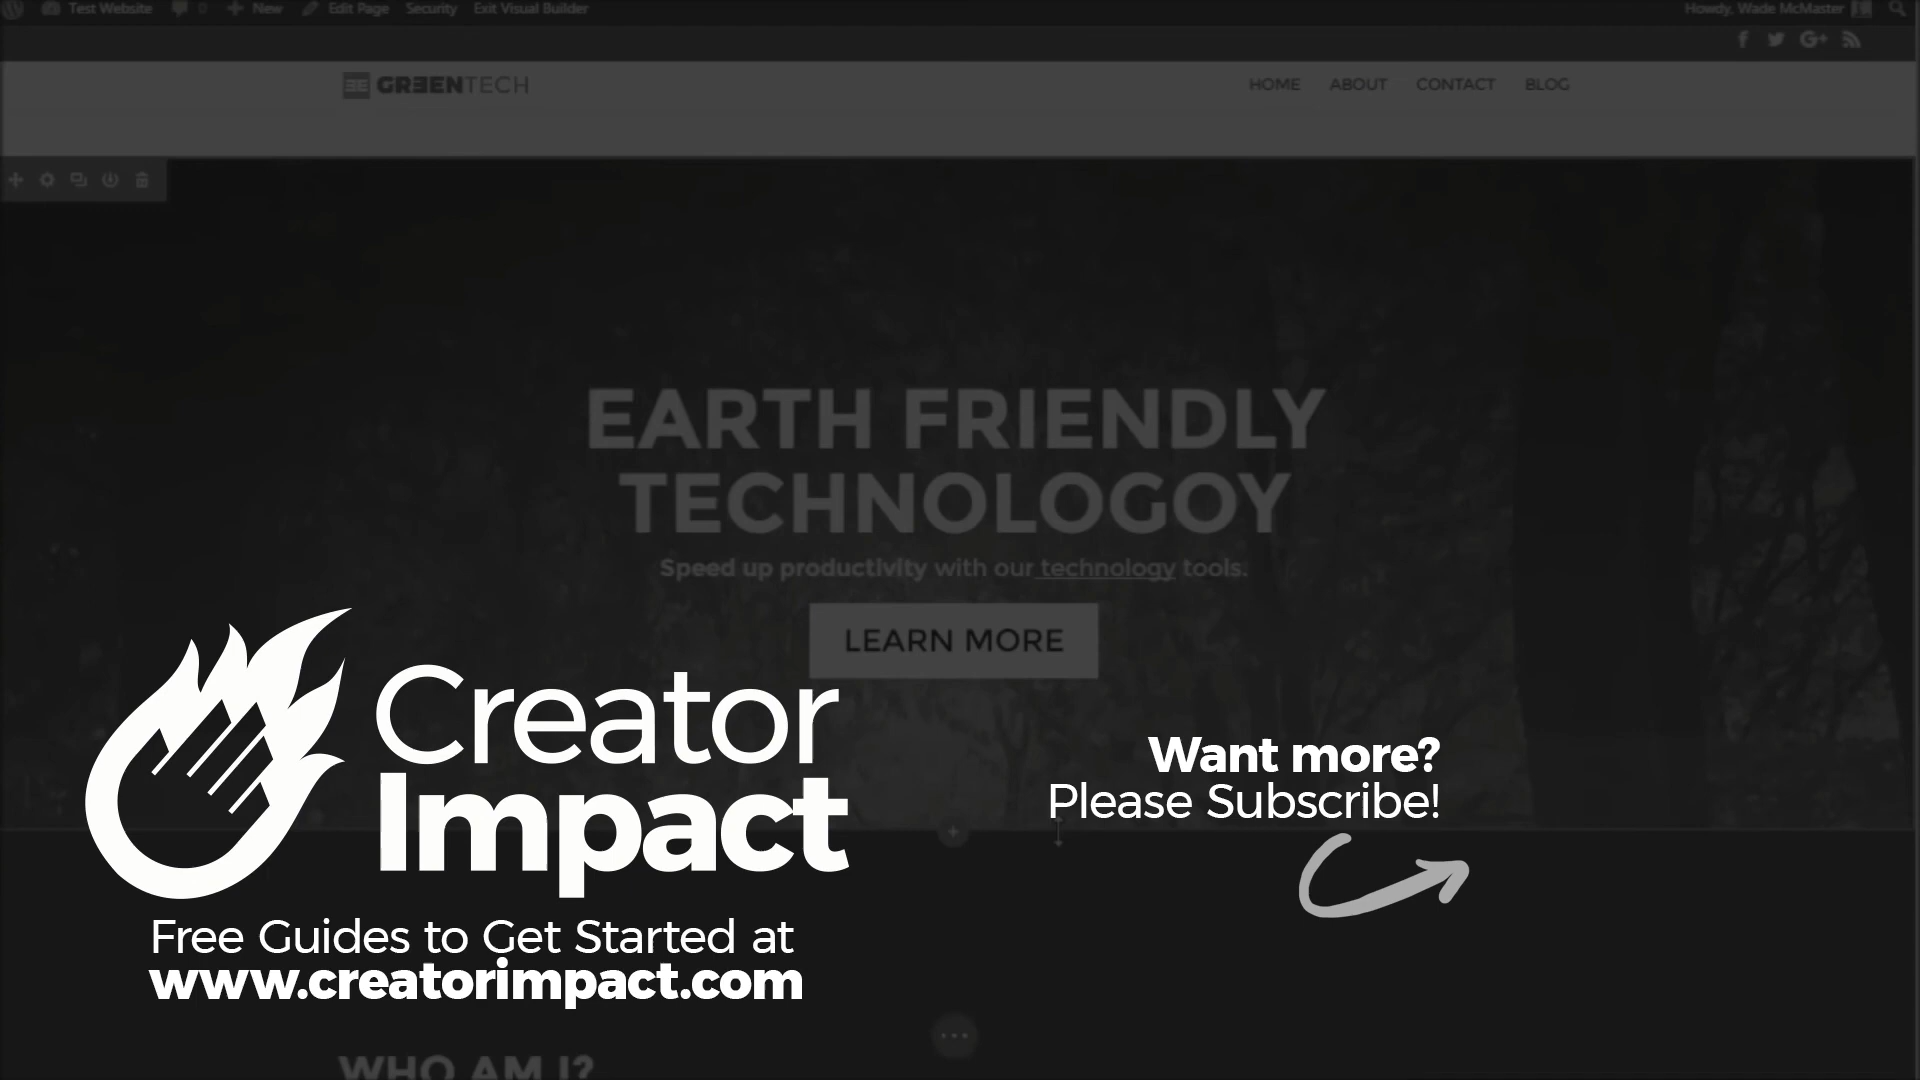 Test Website 0 New Edit Page Security Exit Visual Builder Howdy, Wade McMaster
GREENTECH HOME ABOUT CONTACT BLOG
EARTH FRIENDLY
TECHNOLOGOY
Speed up productivity with our technology tools.
LEARN MORE
Creator
Impact
Free Guides to Get Started at
www.creatorimpact.com
Want more?
Please Subscribe!
WHO AM I?